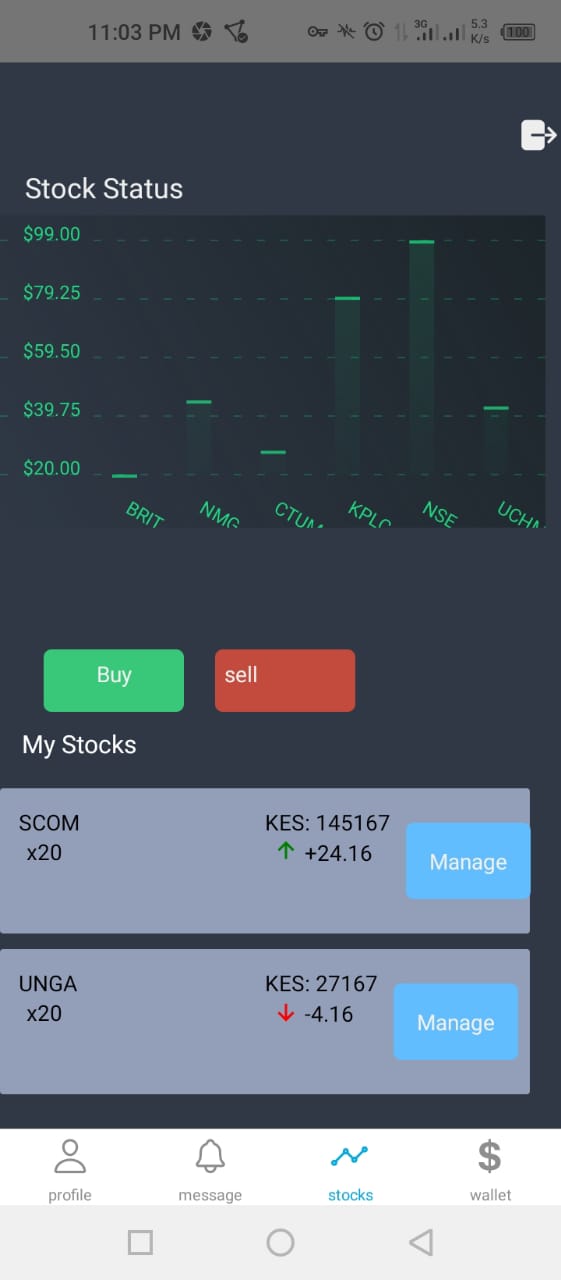 11:03 PM 3G 5.3 K/s 100
Stock Status
$99.00
$79.25
$59.50
$39.75
$20.00
BRIT NMG CTUM KPLC NSE UCHM
Buy sell
My Stocks
SCOM KES: 145167
x20 +24.16
Manage
UNGA KES: 27167
x20 -4.16
Manage
profile message stocks wallet